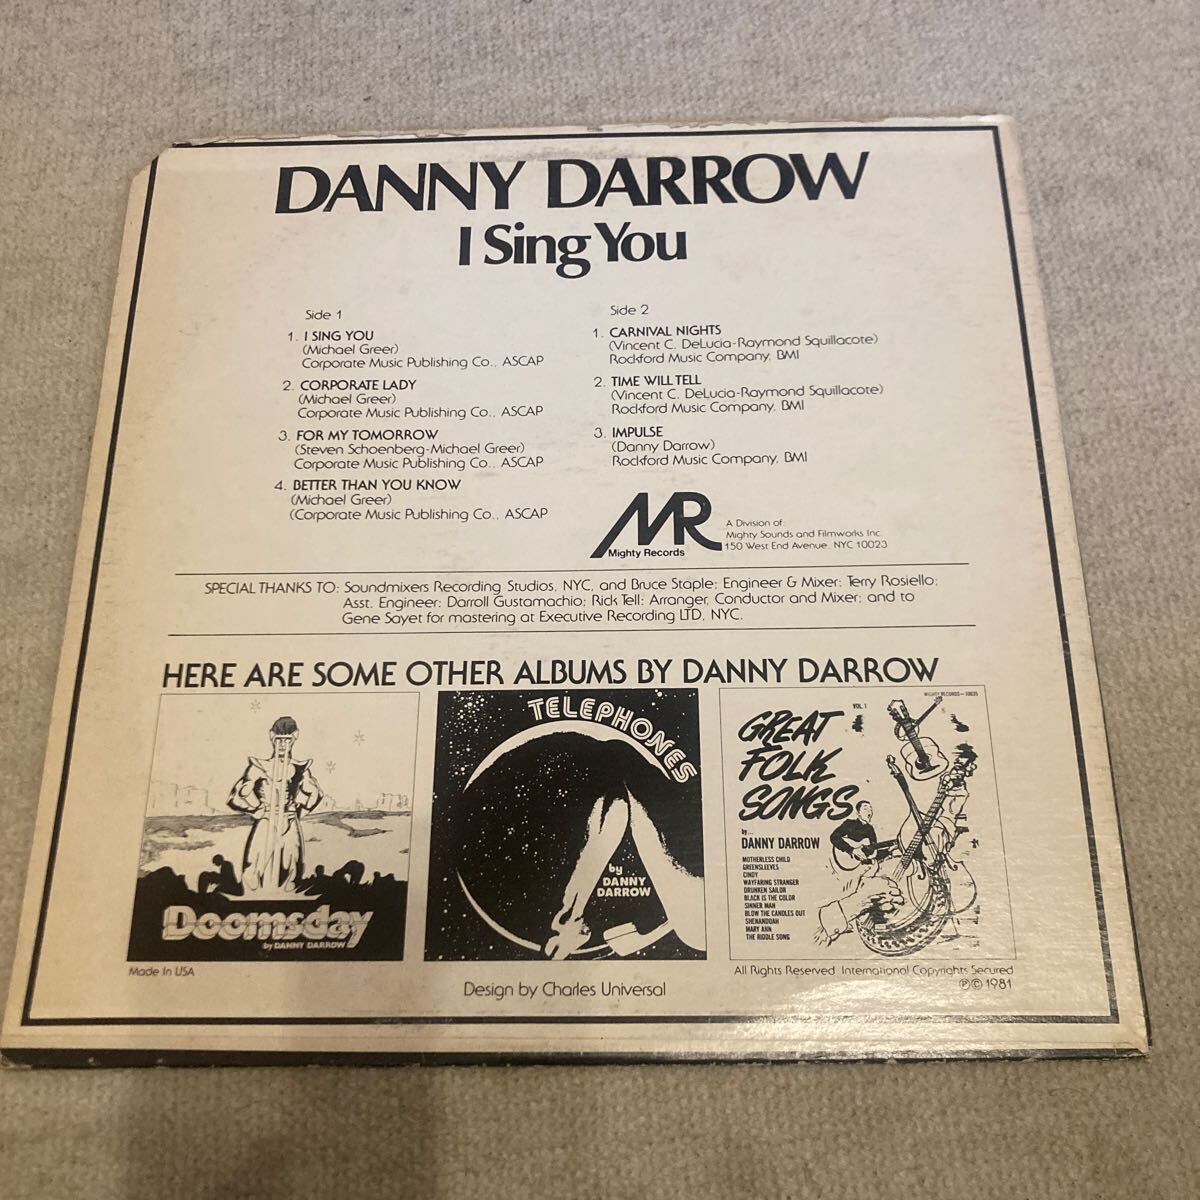 DANNY DARROW
I Sing You
Side 1
1. I SING YOU
(Michael Greer)
Corporate Music Publishing Co., ASCAP
2. CORPORATE LADY
(Michael Greer)
Corporate Music Publishing Co., ASCAP
3. FOR MY TOMORROW
(Steven Schoenberg-Michael Greer)
Corporate Music Publishing Co., ASCAP
4. BETTER THAN YOU KNOW
(Michael Greer)
(Corporate Music Publishing Co., ASCAP
Side 2
1. CARNIVAL NIGHTS
(Vincent C. DeLucia-Raymond Squillacote)
Rockford Music Company, BMI
2. TIME WILL TELL
(Vincent C. DeLucia-Raymond Squillacote)
Rockford Music Company, BMI
3. IMPULSE
(Danny Darrow)
Rockford Music Company, BMI
MR
Mighty Records
A Division of:
Mighty Sounds and Filmworks Inc.
150 West End Avenue, NYC 10023
SPECIAL THANKS TO: Soundmixers Recording Studios, NYC, and Bruce Staple; Engineer & Mixer: Terry Rosiello;
Asst. Engineer: Darroll Gustamachio; Rick Tell: Arranger, Conductor and Mixer; and to
Gene Sayet for mastering at Executive Recording LTD, NYC.
HERE ARE SOME OTHER ALBUMS BY DANNY DARROW
Doomsday
by DANNY DARROW
TELEPHONES
by
DANNY
DARROW
MIGHTY RECORDS—10035
VOL. 1
GREAT
FOLK
SONGS
by...
DANNY DARROW
MOTHERLESS CHILD
GREENSLEEVES
CINDY
WAYFARING STRANGER
DRUNKEN SAILOR
BLACK IS THE COLOR
SINNER MAN
BLOW THE CANDLES OUT
SHENANDOAH
MARY ANN
THE RIDDLE SONG
Made In USA
Design by Charles Universal
All Rights Reserved. International Copyrights Secured
℗© 1981